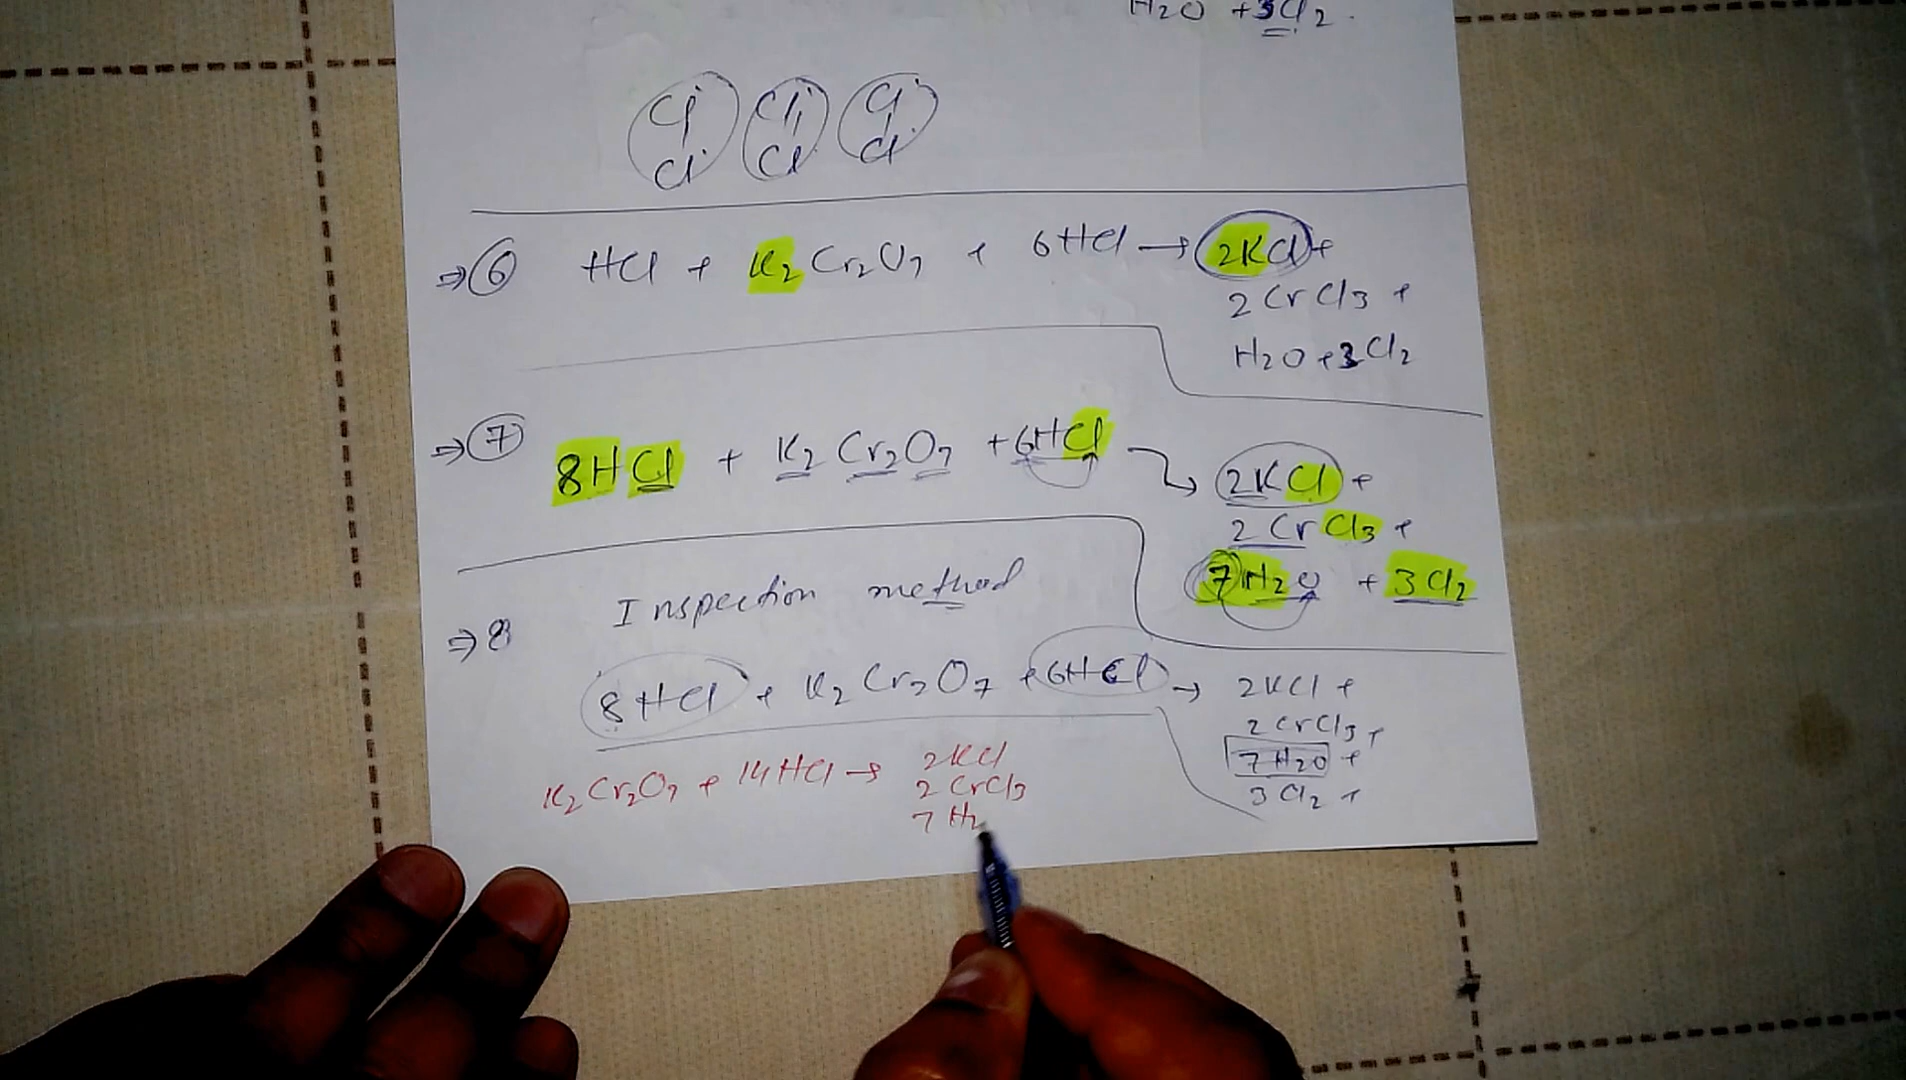 H2O + 3Cl2.
Cl Cl Cl
Cl Cl Cl
⇒ 6 HCl + K2Cr2O7 + 6HCl → 2KCl +
2CrCl3 +
H2O + 3Cl2
⇒ 7 8HCl + K2Cr2O7 + 6HCl → 2KCl +
2CrCl3 +
7H2O + 3Cl2
Inspection method
⇒ 8
8HCl + K2Cr2O7 + 6HCl → 2KCl +
2CrCl3 +
7H2O +
3Cl2 +
K2Cr2O7 + 14HCl → 2KCl
2CrCl3
7H2